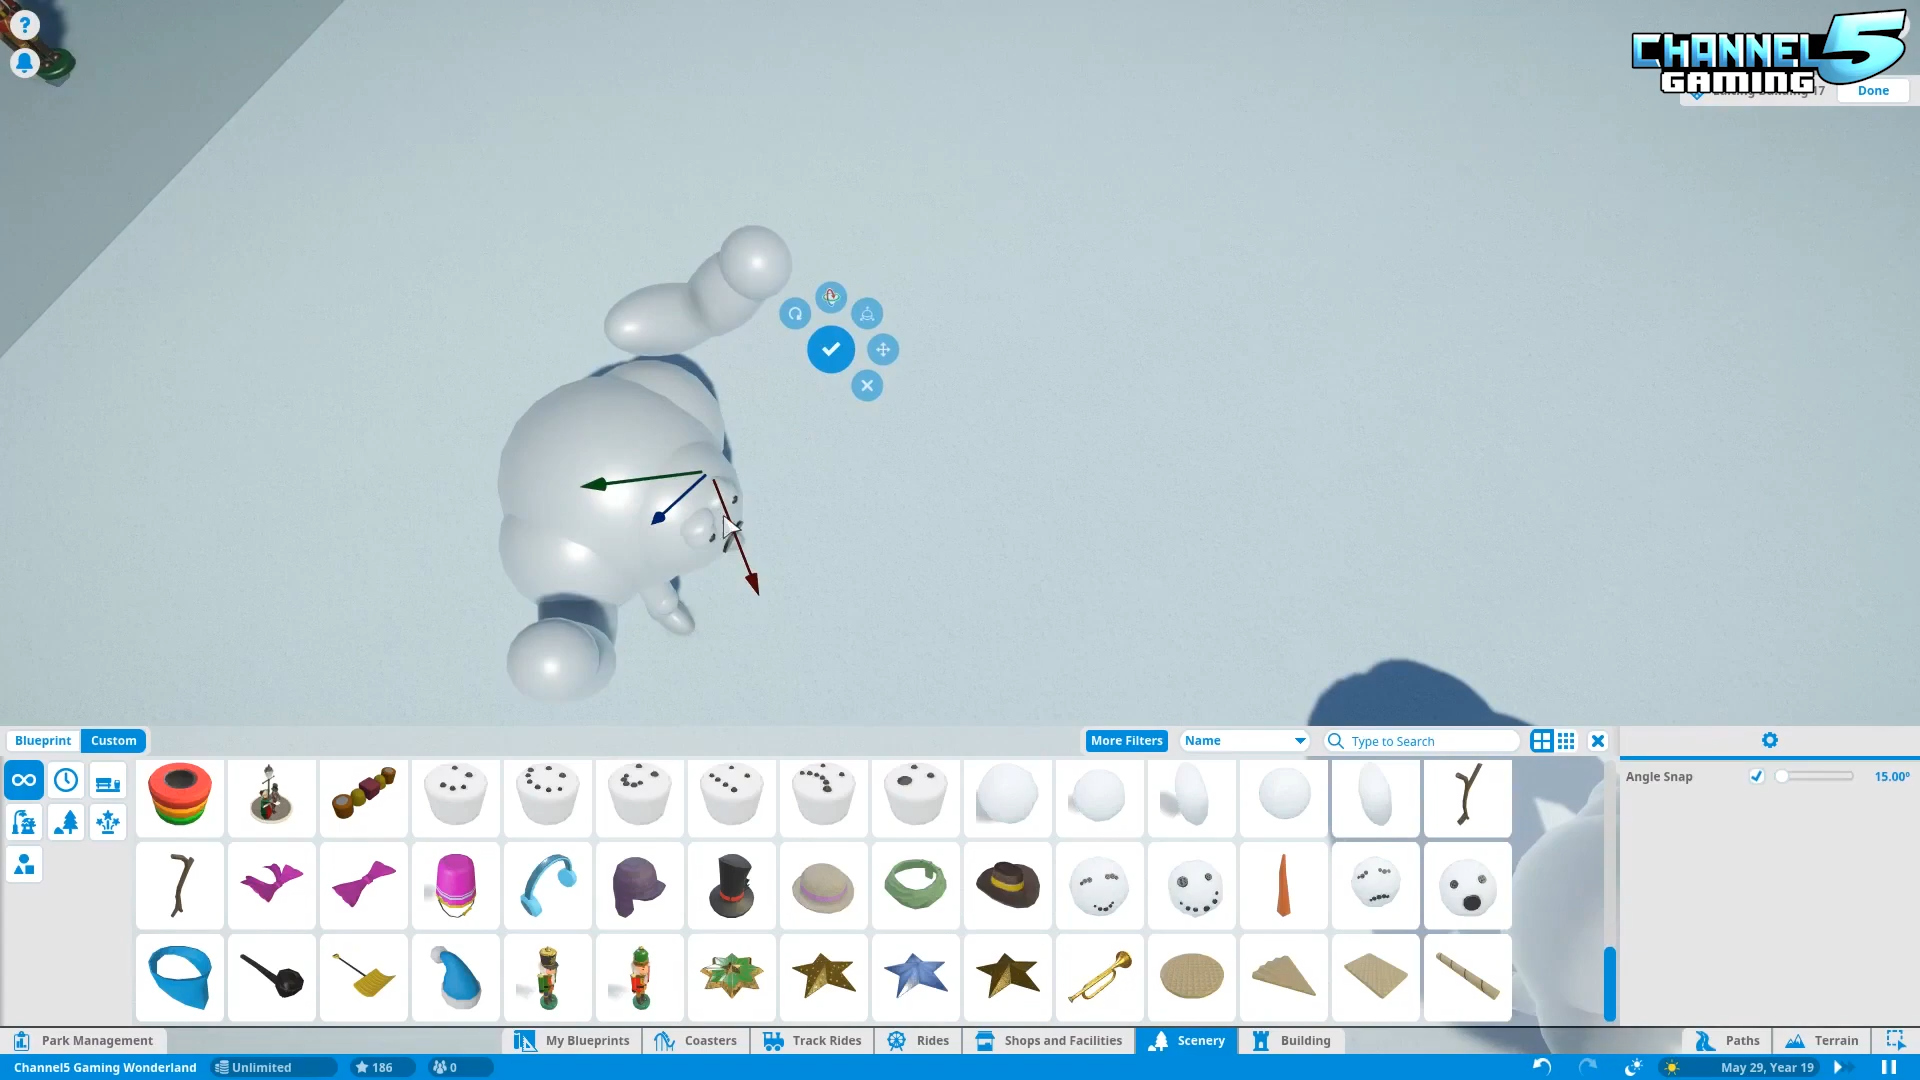 ?
CHANNEL5
GAMING
17
Done
Blueprint
Custom
More Filters
Name
Type to Search
Angle Snap
15.00°
Park Management
My Blueprints
Coasters
Track Rides
Rides
Shops and Facilities
Scenery
Building
Paths
Terrain
Channel5 Gaming Wonderland
Unlimited
186
0
May 29, Year 19